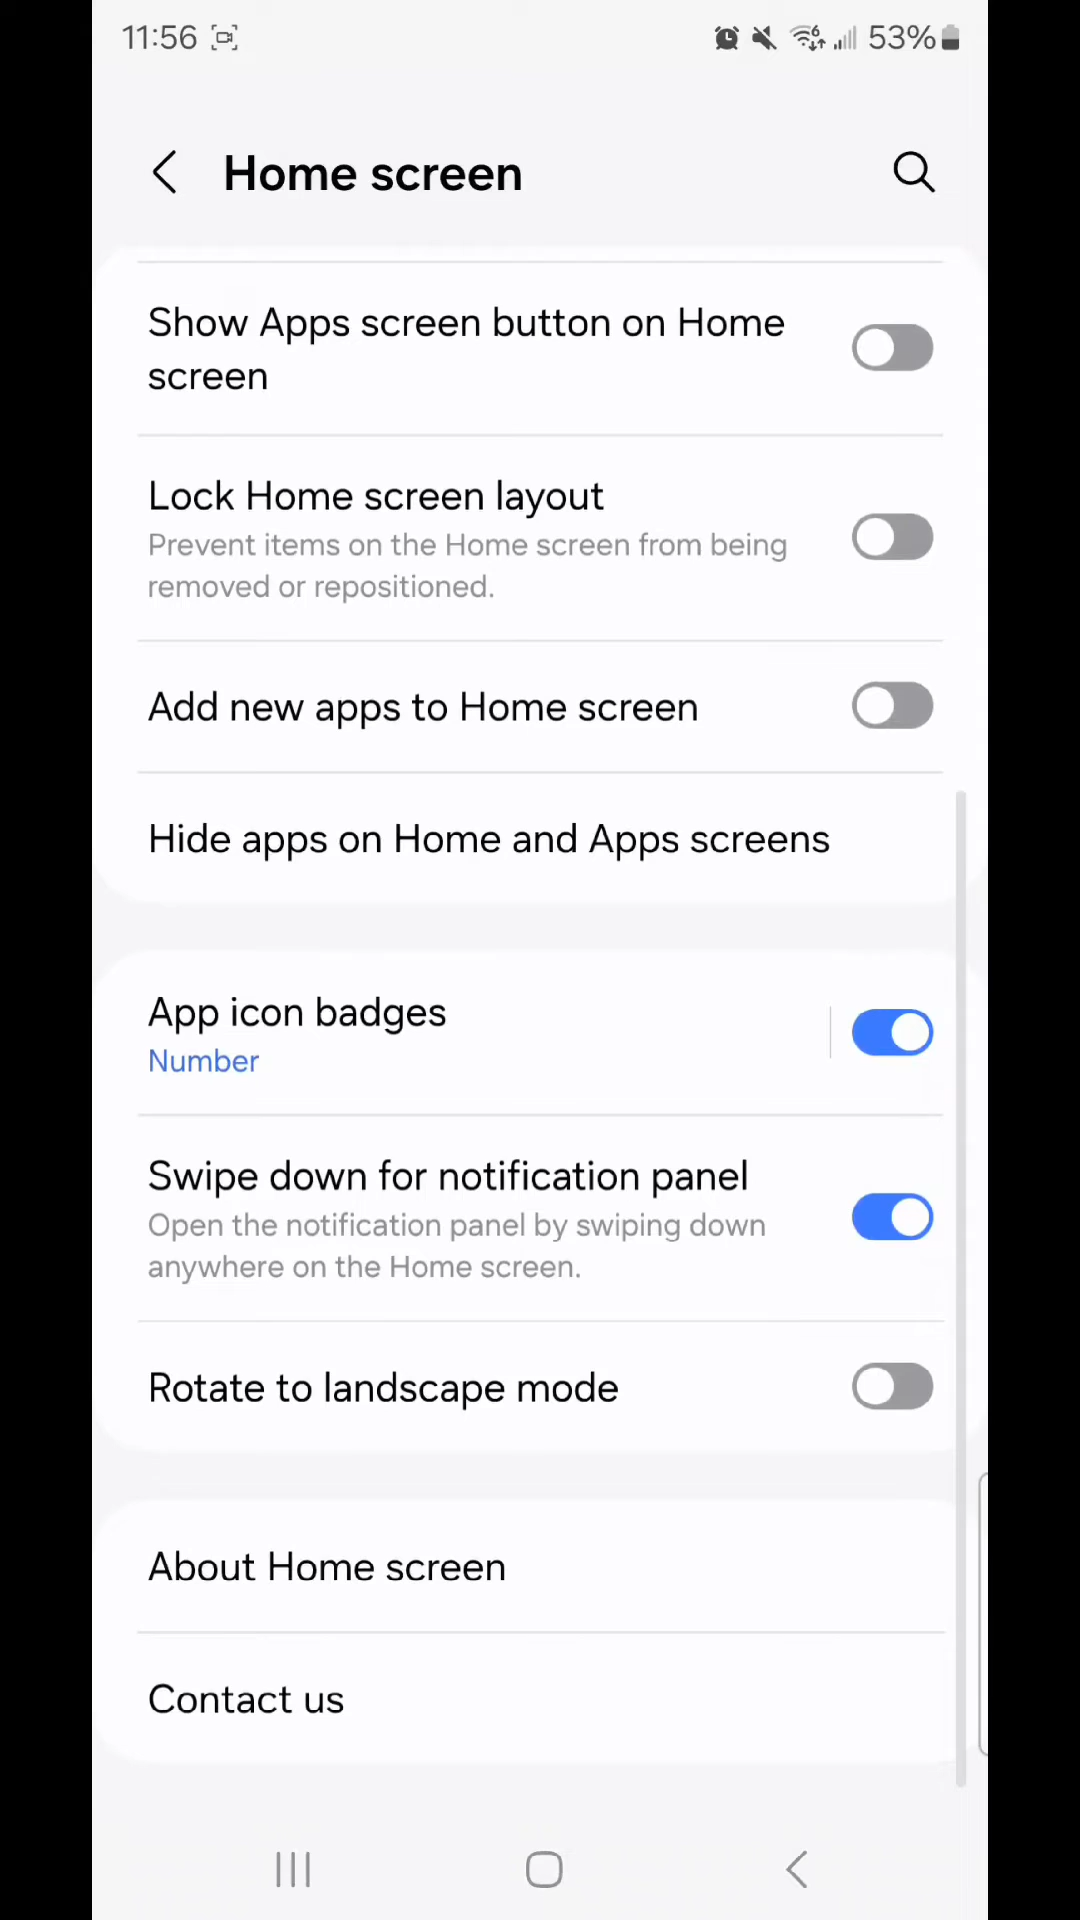 11:56 53%
Home screen
Show Apps screen button on Home
screen
Lock Home screen layout
Prevent items on the Home screen from being
removed or repositioned.
Add new apps to Home screen
Hide apps on Home and Apps screens
App icon badges
Number
Swipe down for notification panel
Open the notification panel by swiping down
anywhere on the Home screen.
Rotate to landscape mode
About Home screen
Contact us